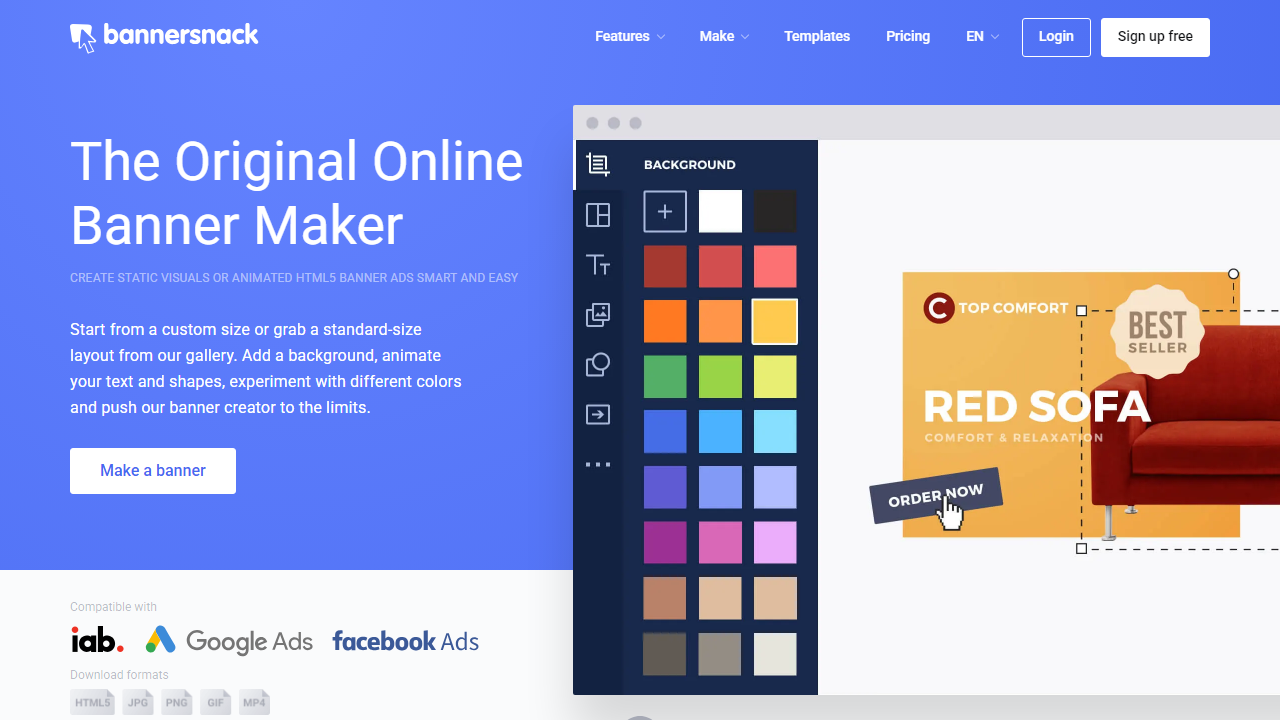 bannersnack
Features
Make
Templates
Pricing
EN
Login
Sign up free
The Original Online
Banner Maker
CREATE STATIC VISUALS OR ANIMATED HTML5 BANNER ADS SMART AND EASY
Start from a custom size or grab a standard-size
layout from our gallery. Add a background, animate
your text and shapes, experiment with different colors
and push our banner creator to the limits.
Make a banner
BACKGROUND
Tт
C TOP COMFORT
BEST
SELLER
RED SOFA
COMFORT & RELAXATION
ORDER NOW
Compatible with
iab.
Google Ads
facebook Ads
Download formats
HTML5
JPG
PNG
GIF
MP4